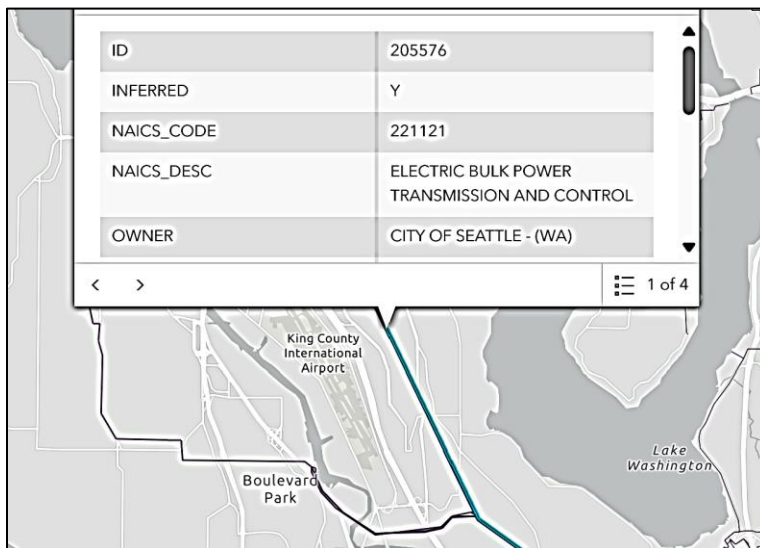 ID 205576
INFERRED Y
NAICS_CODE 221121
NAICS_DESC ELECTRIC BULK POWER
TRANSMISSION AND CONTROL
OWNER CITY OF SEATTLE - (WA)
1 of 4
King County
International
Airport
Boulevard
Park
Lake
Washington